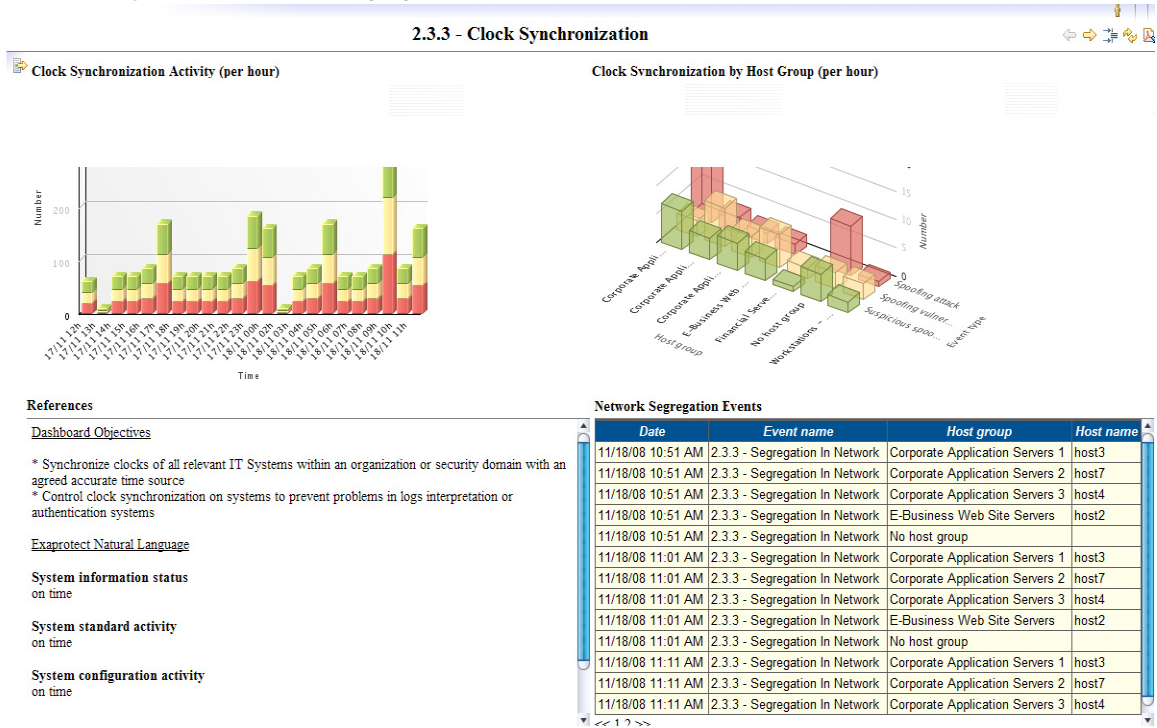 2.3.3 - Clock Synchronization
Clock Synchronization Activity (per hour)
Number
200
100
0
17/11 12h
17/11 13h
17/11 14h
17/11 15h
17/11 16h
17/11 17h
17/11 18h
17/11 19h
17/11 20h
17/11 21h
17/11 22h
17/11 23h
18/11 00h
18/11 02h
18/11 03h
18/11 04h
18/11 05h
18/11 06h
18/11 07h
18/11 08h
18/11 09h
18/11 10h
18/11 11h
Time
Clock Synchronization by Host Group (per hour)
15
10
5
0
Number
Corporate Appli...
Corporate Appli...
Corporate Appli...
E-Business Web ...
Financial Serve...
No host group
Workstations - ...
Host group
Spoofing attack
Spoofing vulner...
Suspicious spoo...
Event type
References
Dashboard Objectives
* Synchronize clocks of all relevant IT Systems within an organization or security domain with an
agreed accurate time source
* Control clock synchronization on systems to prevent problems in logs interpretation or
authentication systems
Exaprotect Natural Language
System information status
on time
System standard activity
on time
System configuration activity
on time
Network Segregation Events
Date Event name Host group Host name
11/18/08 10:51 AM 2.3.3 - Segregation In Network Corporate Application Servers 1 host3
11/18/08 10:51 AM 2.3.3 - Segregation In Network Corporate Application Servers 2 host7
11/18/08 10:51 AM 2.3.3 - Segregation In Network Corporate Application Servers 3 host4
11/18/08 10:51 AM 2.3.3 - Segregation In Network E-Business Web Site Servers host2
11/18/08 10:51 AM 2.3.3 - Segregation In Network No host group
11/18/08 11:01 AM 2.3.3 - Segregation In Network Corporate Application Servers 1 host3
11/18/08 11:01 AM 2.3.3 - Segregation In Network Corporate Application Servers 2 host7
11/18/08 11:01 AM 2.3.3 - Segregation In Network Corporate Application Servers 3 host4
11/18/08 11:01 AM 2.3.3 - Segregation In Network E-Business Web Site Servers host2
11/18/08 11:01 AM 2.3.3 - Segregation In Network No host group
11/18/08 11:11 AM 2.3.3 - Segregation In Network Corporate Application Servers 1 host3
11/18/08 11:11 AM 2.3.3 - Segregation In Network Corporate Application Servers 2 host7
11/18/08 11:11 AM 2.3.3 - Segregation In Network Corporate Application Servers 3 host4
<< 1 2 >>